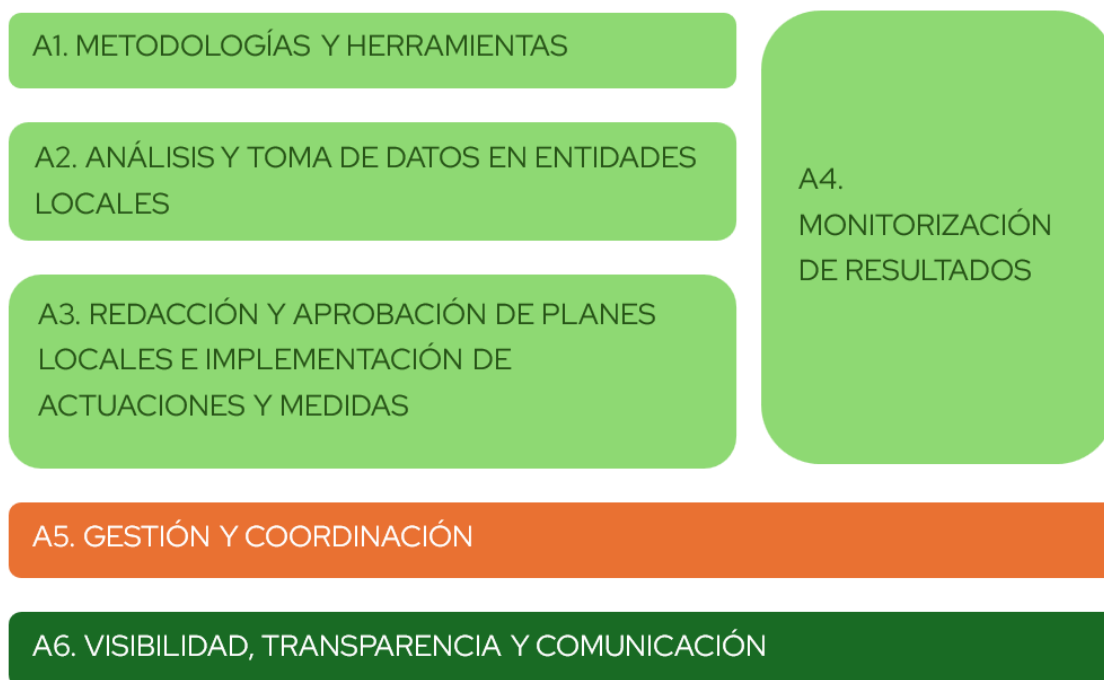 A1. METODOLOGÍAS Y HERRAMIENTAS
A2. ANÁLISIS Y TOMA DE DATOS EN ENTIDADES
LOCALES
A3. REDACCIÓN Y APROBACIÓN DE PLANES
LOCALES E IMPLEMENTACIÓN DE
ACTUACIONES Y MEDIDAS
A4.
MONITORIZACIÓN
DE RESULTADOS
A5. GESTIÓN Y COORDINACIÓN
A6. VISIBILIDAD, TRANSPARENCIA Y COMUNICACIÓN